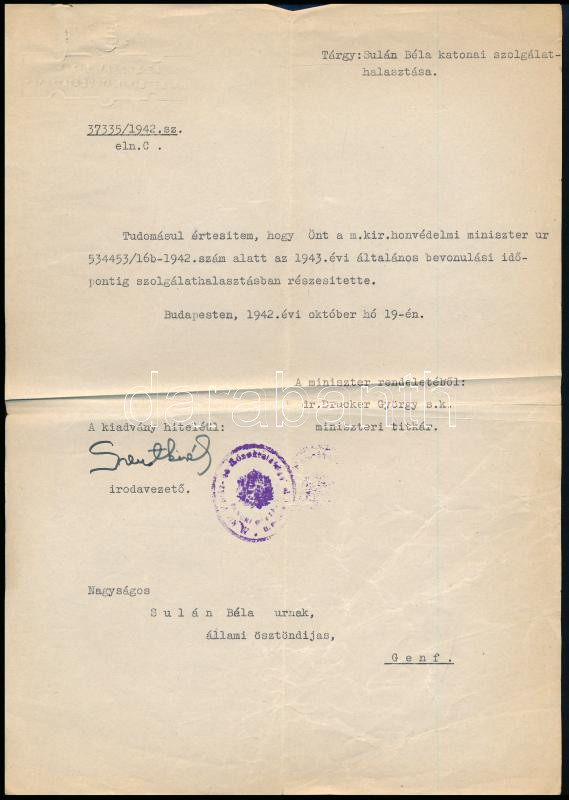 Tárgy:Sulán Béla katonai szolgálat-
halasztása.
37335/1942.sz.
eln.C .
Tudomásul értesitem, hogy Önt a m.kir.honvédelmi miniszter ur
534453/16b-1942.szám alatt az 1943.évi általános bevonulási idő-
pontig szolgálathalasztásban részesitette.
Budapesten, 1942.évi október hó 19-én.
A miniszter rendeletéből:
dr.Drucker György s.k.
A kiadvány hiteléül:
miniszteri titkár.
irodavezető.
Nagyságos
Sulán Béla urnak,
állami ösztöndijas,
Genf.
darabanth